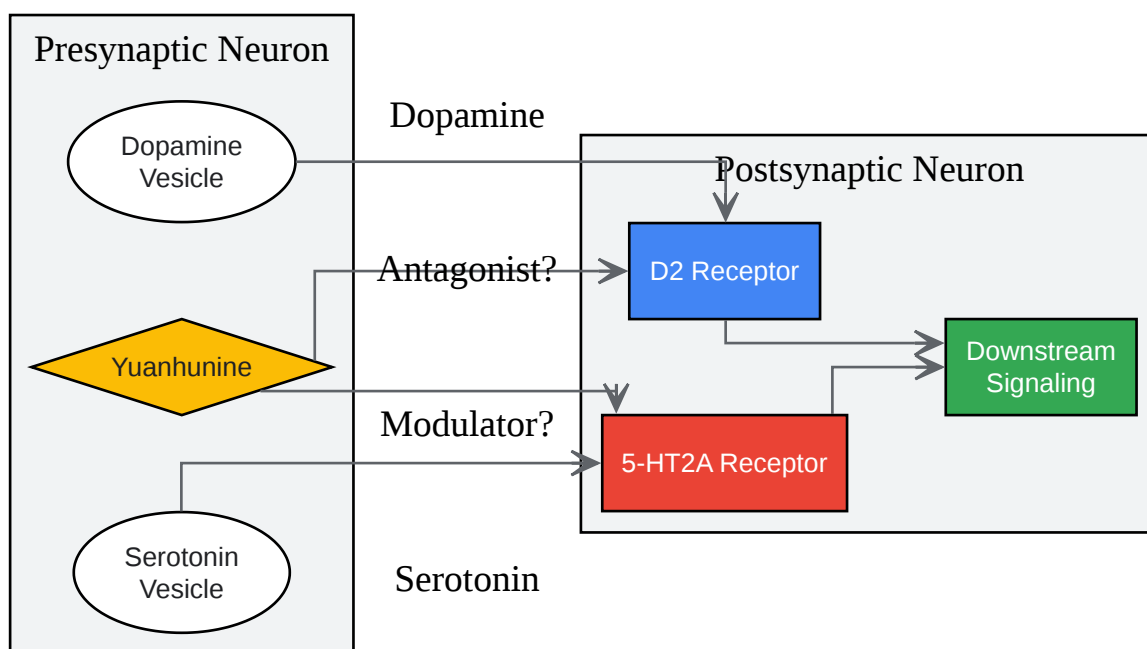 Presynaptic Neuron
Dopamine
Vesicle
Dopamine
Postsynaptic Neuron
Antagonist?
D2 Receptor
Yuanhunine
Downstream
Signaling
Modulator?
5-HT2A Receptor
Serotonin
Vesicle
Serotonin